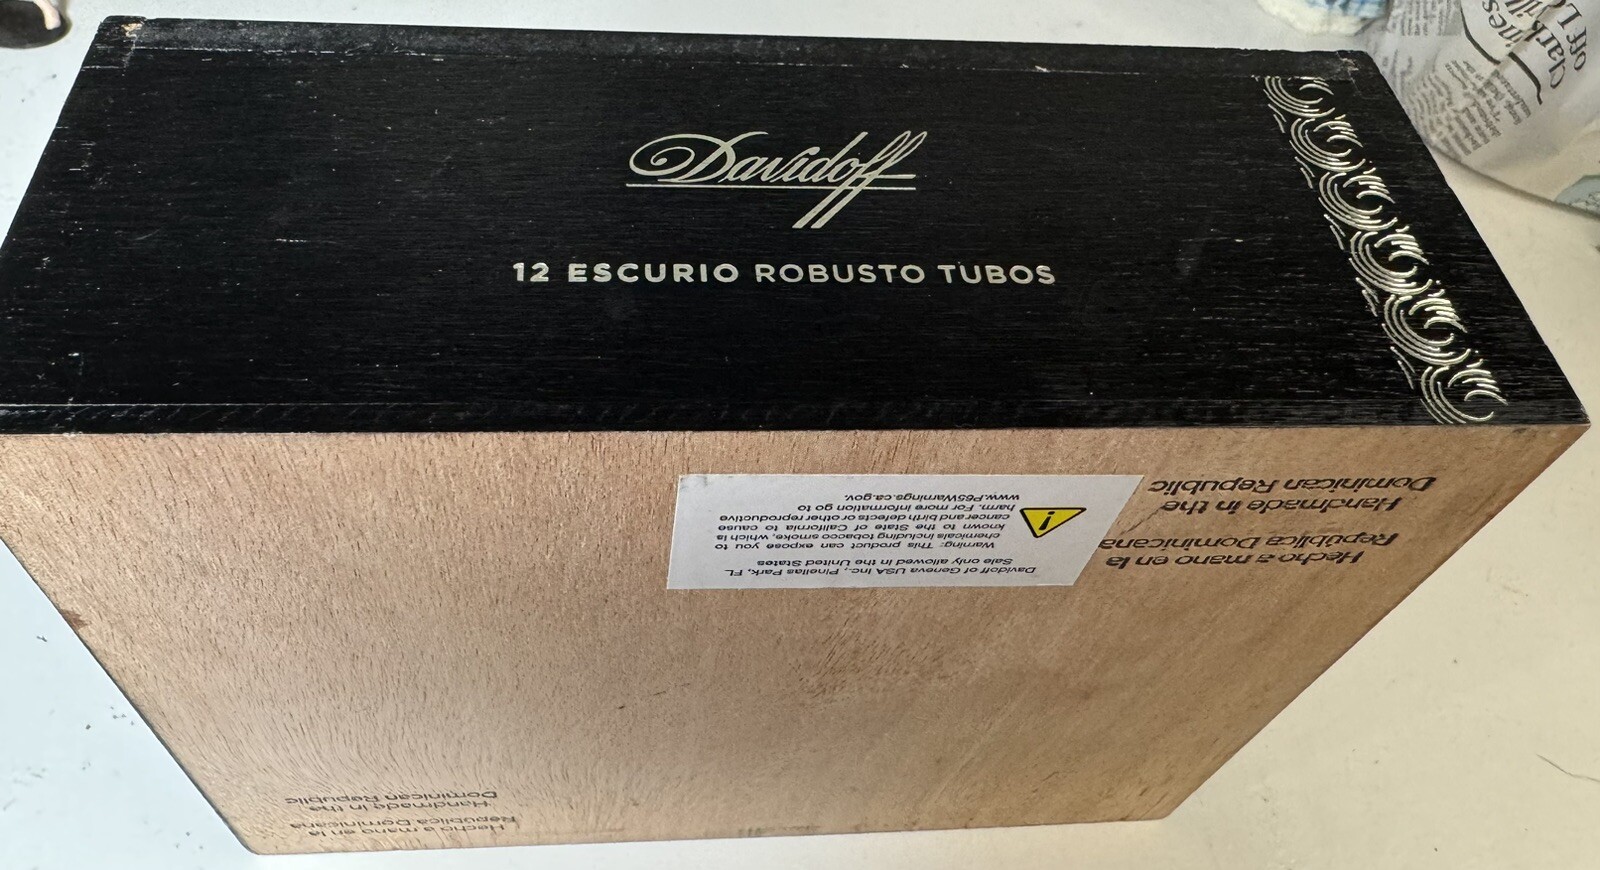 Davidoff
12 ESCURIO ROBUSTO TUBOS
Hecho a mano en la
República Dominicana
Handmade in the
Dominican Republic
Davidoff of Geneva USA Inc., Pinellas Park, FL
Sale only allowed in the United States
Warning: This product can expose you to
chemicals including tobacco smoke, which is
known to the State of California to cause
cancer and birth defects or other reproductive
harm. For more information go to
www.P65Warnings.ca.gov.
Hecho a mano en la
República Dominicana
Handmade in the
Dominican Republic
Clark
off